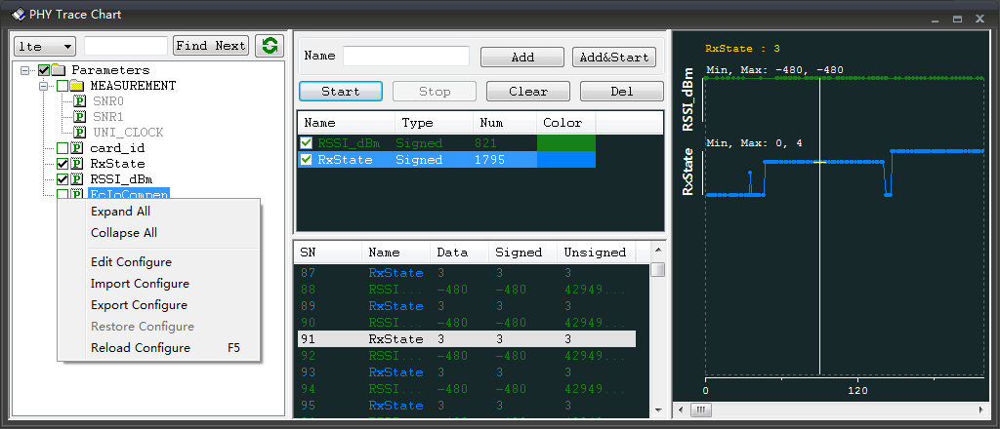 PHY Trace Chart
lte
Find Next
Parameters
MEASUREMENT
SNR0
SNR1
UNI_CLOCK
card_id
RxState
RSSI_dBm
EcIoCompen
Expand All
Collapse All
Edit Configure
Import Configure
Export Configure
Restore Configure
Reload Configure F5
Name Add Add&Start
Start Stop Clear Del
Name Type Num Color
RSSI_dBm Signed 821
RxState Signed 1795
SN Name Data Signed Unsigned
87 RxState 3 3 3
88 RSSI... -480 -480 42949...
89 RxState 3 3 3
90 RSSI... -480 -480 42949...
91 RxState 3 3 3
92 RSSI... -480 -480 42949...
93 RxState 3 3 3
94 RSSI... -480 -480 42949...
95 RxState 3 3 3
RxState : 3
Min, Max: -480, -480
RSSI_dBm
Min, Max: 0, 4
RxState
0 120